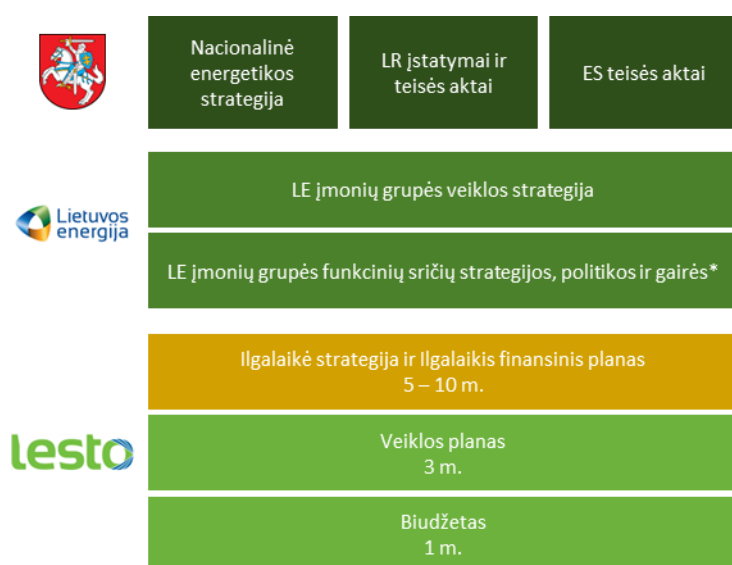 Nacionalinė
energetikos
strategija
LR įstatymai ir
teisės aktai
ES teisės aktai
Lietuvos
energija
LE įmonių grupės veiklos strategija
LE įmonių grupės funkcinių sričių strategijos, politikos ir gairės*
Ilgalaikė strategija ir Ilgalaikis finansinis planas
5 – 10 m.
lesto
Veiklos planas
3 m.
Biudžetas
1 m.